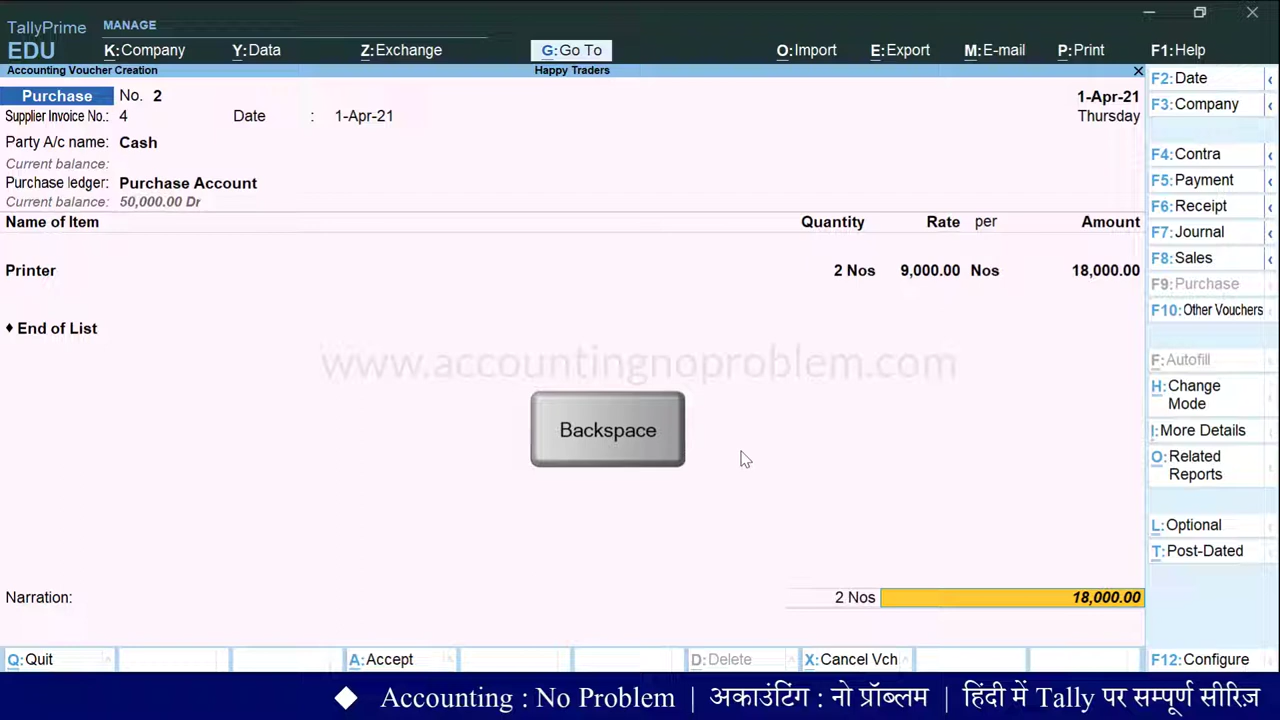 TallyPrime
EDU
MANAGE
K:Company Y:Data Z:Exchange G:Go To O:Import E:Export M:E-mail P:Print F1:Help
Accounting Voucher Creation Happy Traders
Purchase No. 2 1-Apr-21
Supplier Invoice No.: 4 Date : 1-Apr-21 Thursday
Party A/c name: Cash
Current balance:
Purchase ledger: Purchase Account
Current balance: 50,000.00 Dr
Name of Item Quantity Rate per Amount
Printer 2 Nos 9,000.00 Nos 18,000.00
♦ End of List
www.accountingnoproblem.com
Backspace
Narration: 2 Nos 18,000.00
F2:Date
F3:Company
F4:Contra
F5:Payment
F6:Receipt
F7:Journal
F8:Sales
F9:Purchase
F10:Other Vouchers
F:Autofill
H:Change
Mode
I:More Details
O:Related
Reports
L:Optional
T:Post-Dated
Q:Quit A:Accept D:Delete X:Cancel Vch F12:Configure
◆ Accounting : No Problem | अकाउंटिंग : नो प्रॉब्लम | हिंदी में Tally पर सम्पूर्ण सीरिज़